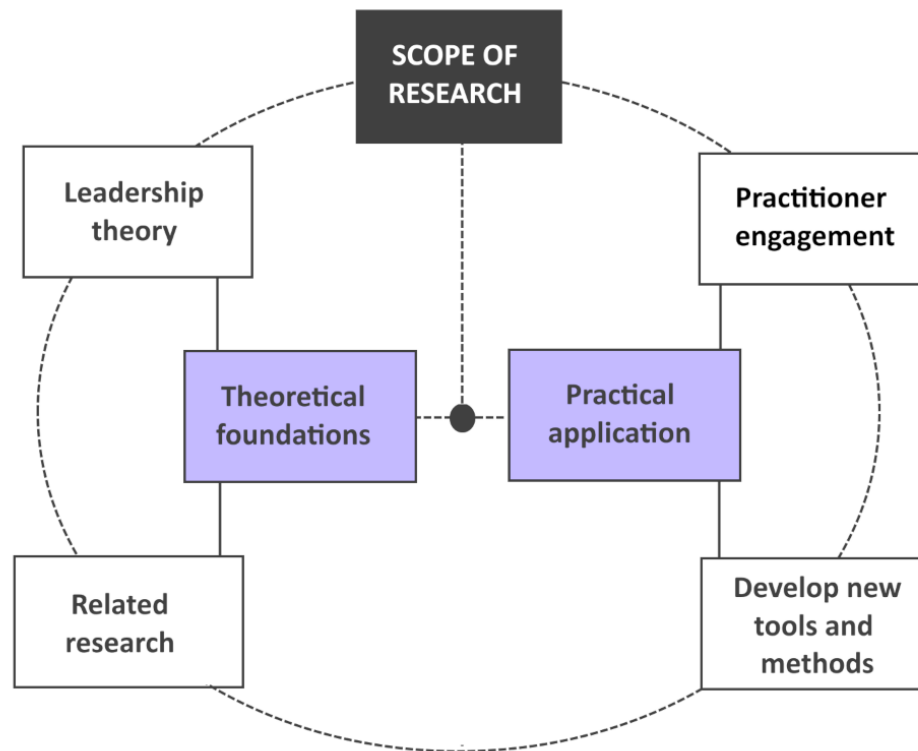 SCOPE OF
RESEARCH
Leadership
theory
Practitioner
engagement
Theoretical
foundations
Practical
application
Related
research
Develop new
tools and
methods